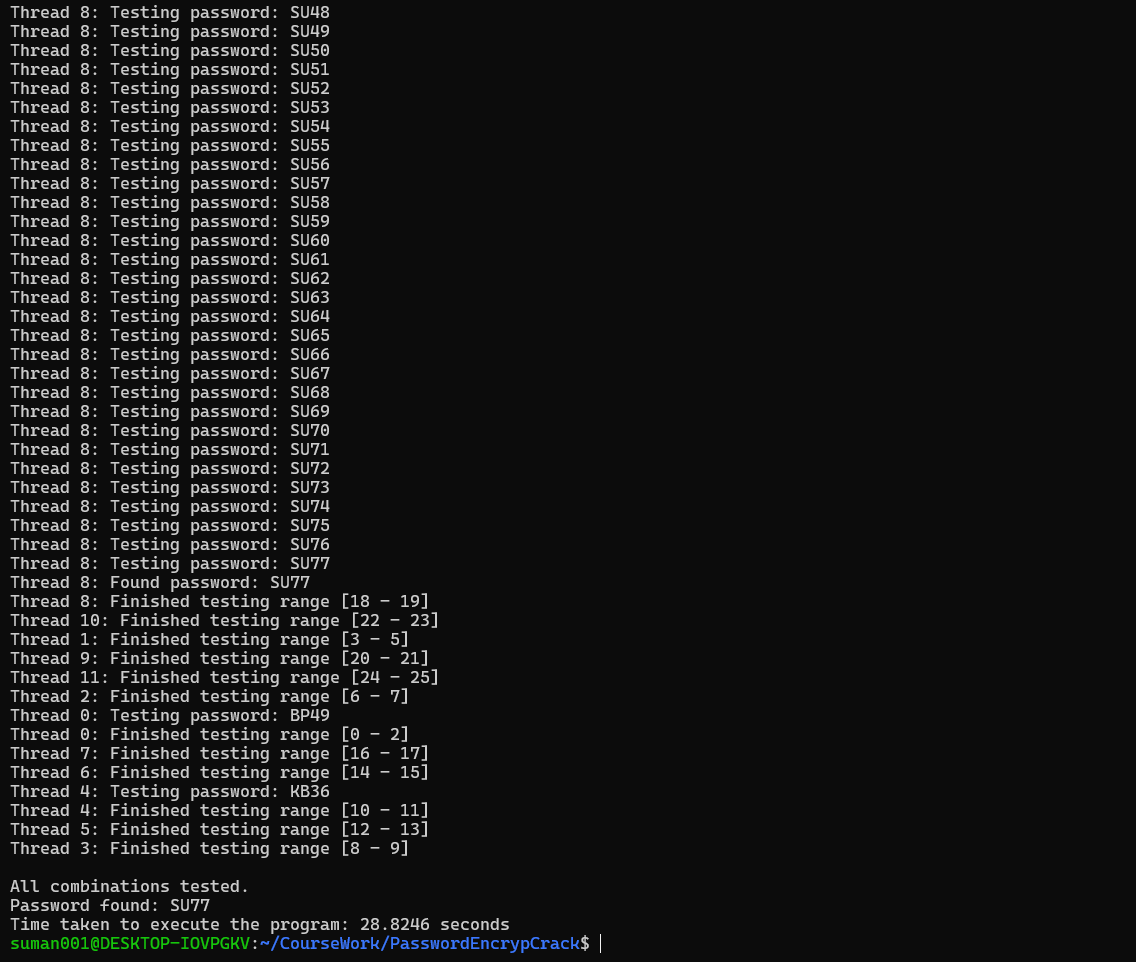 Thread 8: Testing password: SU48
Thread 8: Testing password: SU49
Thread 8: Testing password: SU50
Thread 8: Testing password: SU51
Thread 8: Testing password: SU52
Thread 8: Testing password: SU53
Thread 8: Testing password: SU54
Thread 8: Testing password: SU55
Thread 8: Testing password: SU56
Thread 8: Testing password: SU57
Thread 8: Testing password: SU58
Thread 8: Testing password: SU59
Thread 8: Testing password: SU60
Thread 8: Testing password: SU61
Thread 8: Testing password: SU62
Thread 8: Testing password: SU63
Thread 8: Testing password: SU64
Thread 8: Testing password: SU65
Thread 8: Testing password: SU66
Thread 8: Testing password: SU67
Thread 8: Testing password: SU68
Thread 8: Testing password: SU69
Thread 8: Testing password: SU70
Thread 8: Testing password: SU71
Thread 8: Testing password: SU72
Thread 8: Testing password: SU73
Thread 8: Testing password: SU74
Thread 8: Testing password: SU75
Thread 8: Testing password: SU76
Thread 8: Testing password: SU77
Thread 8: Found password: SU77
Thread 8: Finished testing range [18 - 19]
Thread 10: Finished testing range [22 - 23]
Thread 1: Finished testing range [3 - 5]
Thread 9: Finished testing range [20 - 21]
Thread 11: Finished testing range [24 - 25]
Thread 2: Finished testing range [6 - 7]
Thread 0: Testing password: BP49
Thread 0: Finished testing range [0 - 2]
Thread 7: Finished testing range [16 - 17]
Thread 6: Finished testing range [14 - 15]
Thread 4: Testing password: KB36
Thread 4: Finished testing range [10 - 11]
Thread 5: Finished testing range [12 - 13]
Thread 3: Finished testing range [8 - 9]
All combinations tested.
Password found: SU77
Time taken to execute the program: 28.8246 seconds
suman001@DESKTOP-IOVPGKV:~/CourseWork/PasswordEncrypCrack$